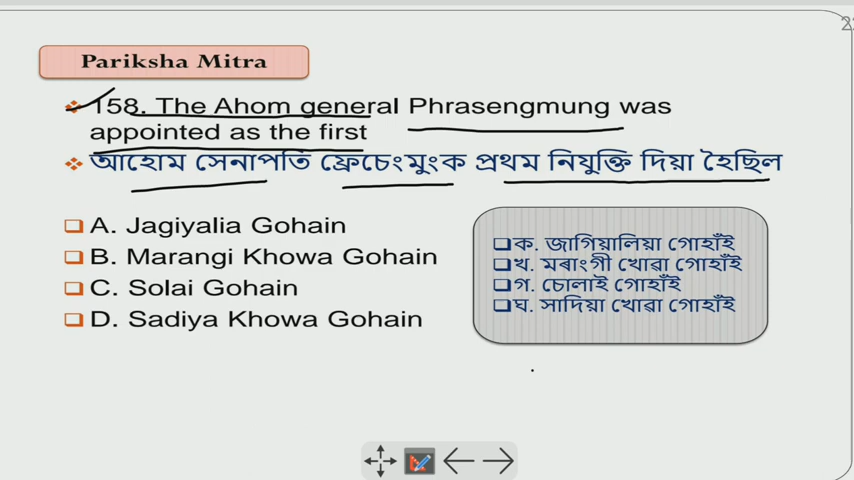 Pariksha Mitra
158. The Ahom general Phrasengmung was
appointed as the first
আহোম সেনাপতি ফ্ৰেচেংমুংক প্ৰথম নিযুক্তি দিয়া হৈছিল
A. Jagiyalia Gohain
B. Marangi Khowa Gohain
C. Solai Gohain
D. Sadiya Khowa Gohain
ক. জাগিয়ালিয়া গোহাঁই
খ. মৰাংগী খোৱা গোহাঁই
গ. চোলাই গোহাঁই
ঘ. সাদিয়া খোৱা গোহাঁই